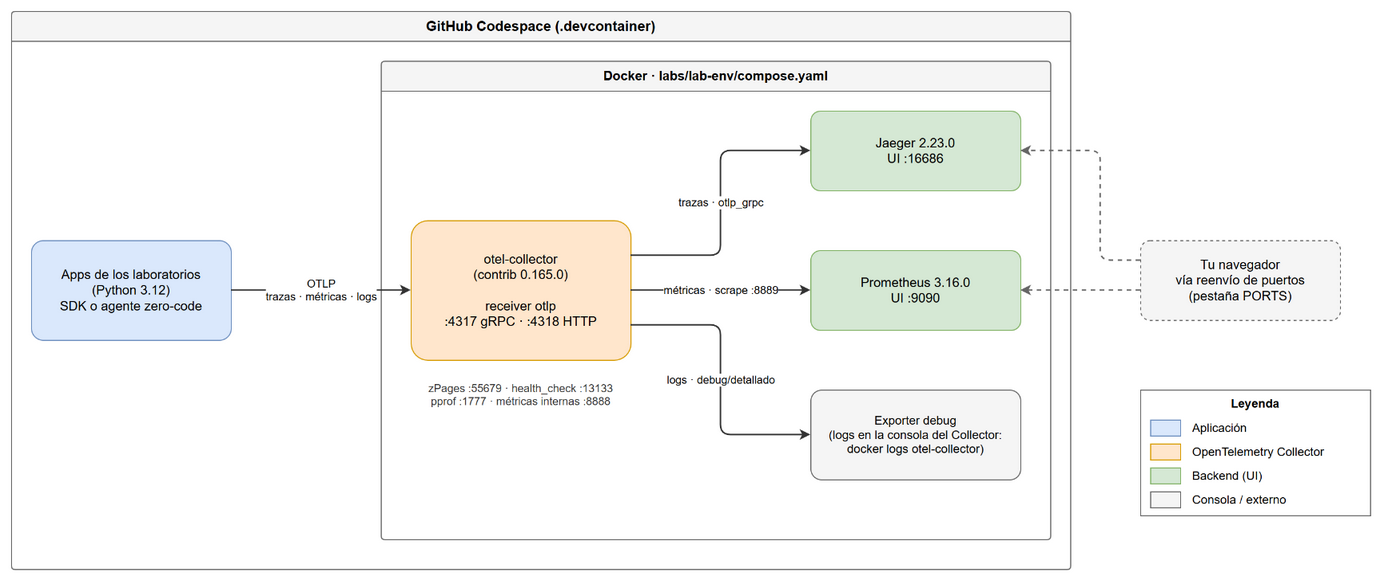 GitHub Codespace (.devcontainer)
Docker · labs/lab-env/compose.yaml
Apps de los laboratorios
(Python 3.12)
SDK o agente zero-code
OTLP
trazas · métricas · logs
otel-collector
(contrib 0.165.0)
receiver otlp
:4317 gRPC · :4318 HTTP
zPages :55679 · health_check :13133
pprof :1777 · métricas internas :8888
trazas · otlp_grpc
métricas · scrape :8889
logs · debug/detallado
Jaeger 2.23.0
UI :16686
Prometheus 3.16.0
UI :9090
Exporter debug
(logs en la consola del Collector:
docker logs otel-collector)
Tu navegador
vía reenvío de puertos
(pestaña PORTS)
Leyenda
Aplicación
OpenTelemetry Collector
Backend (UI)
Consola / externo